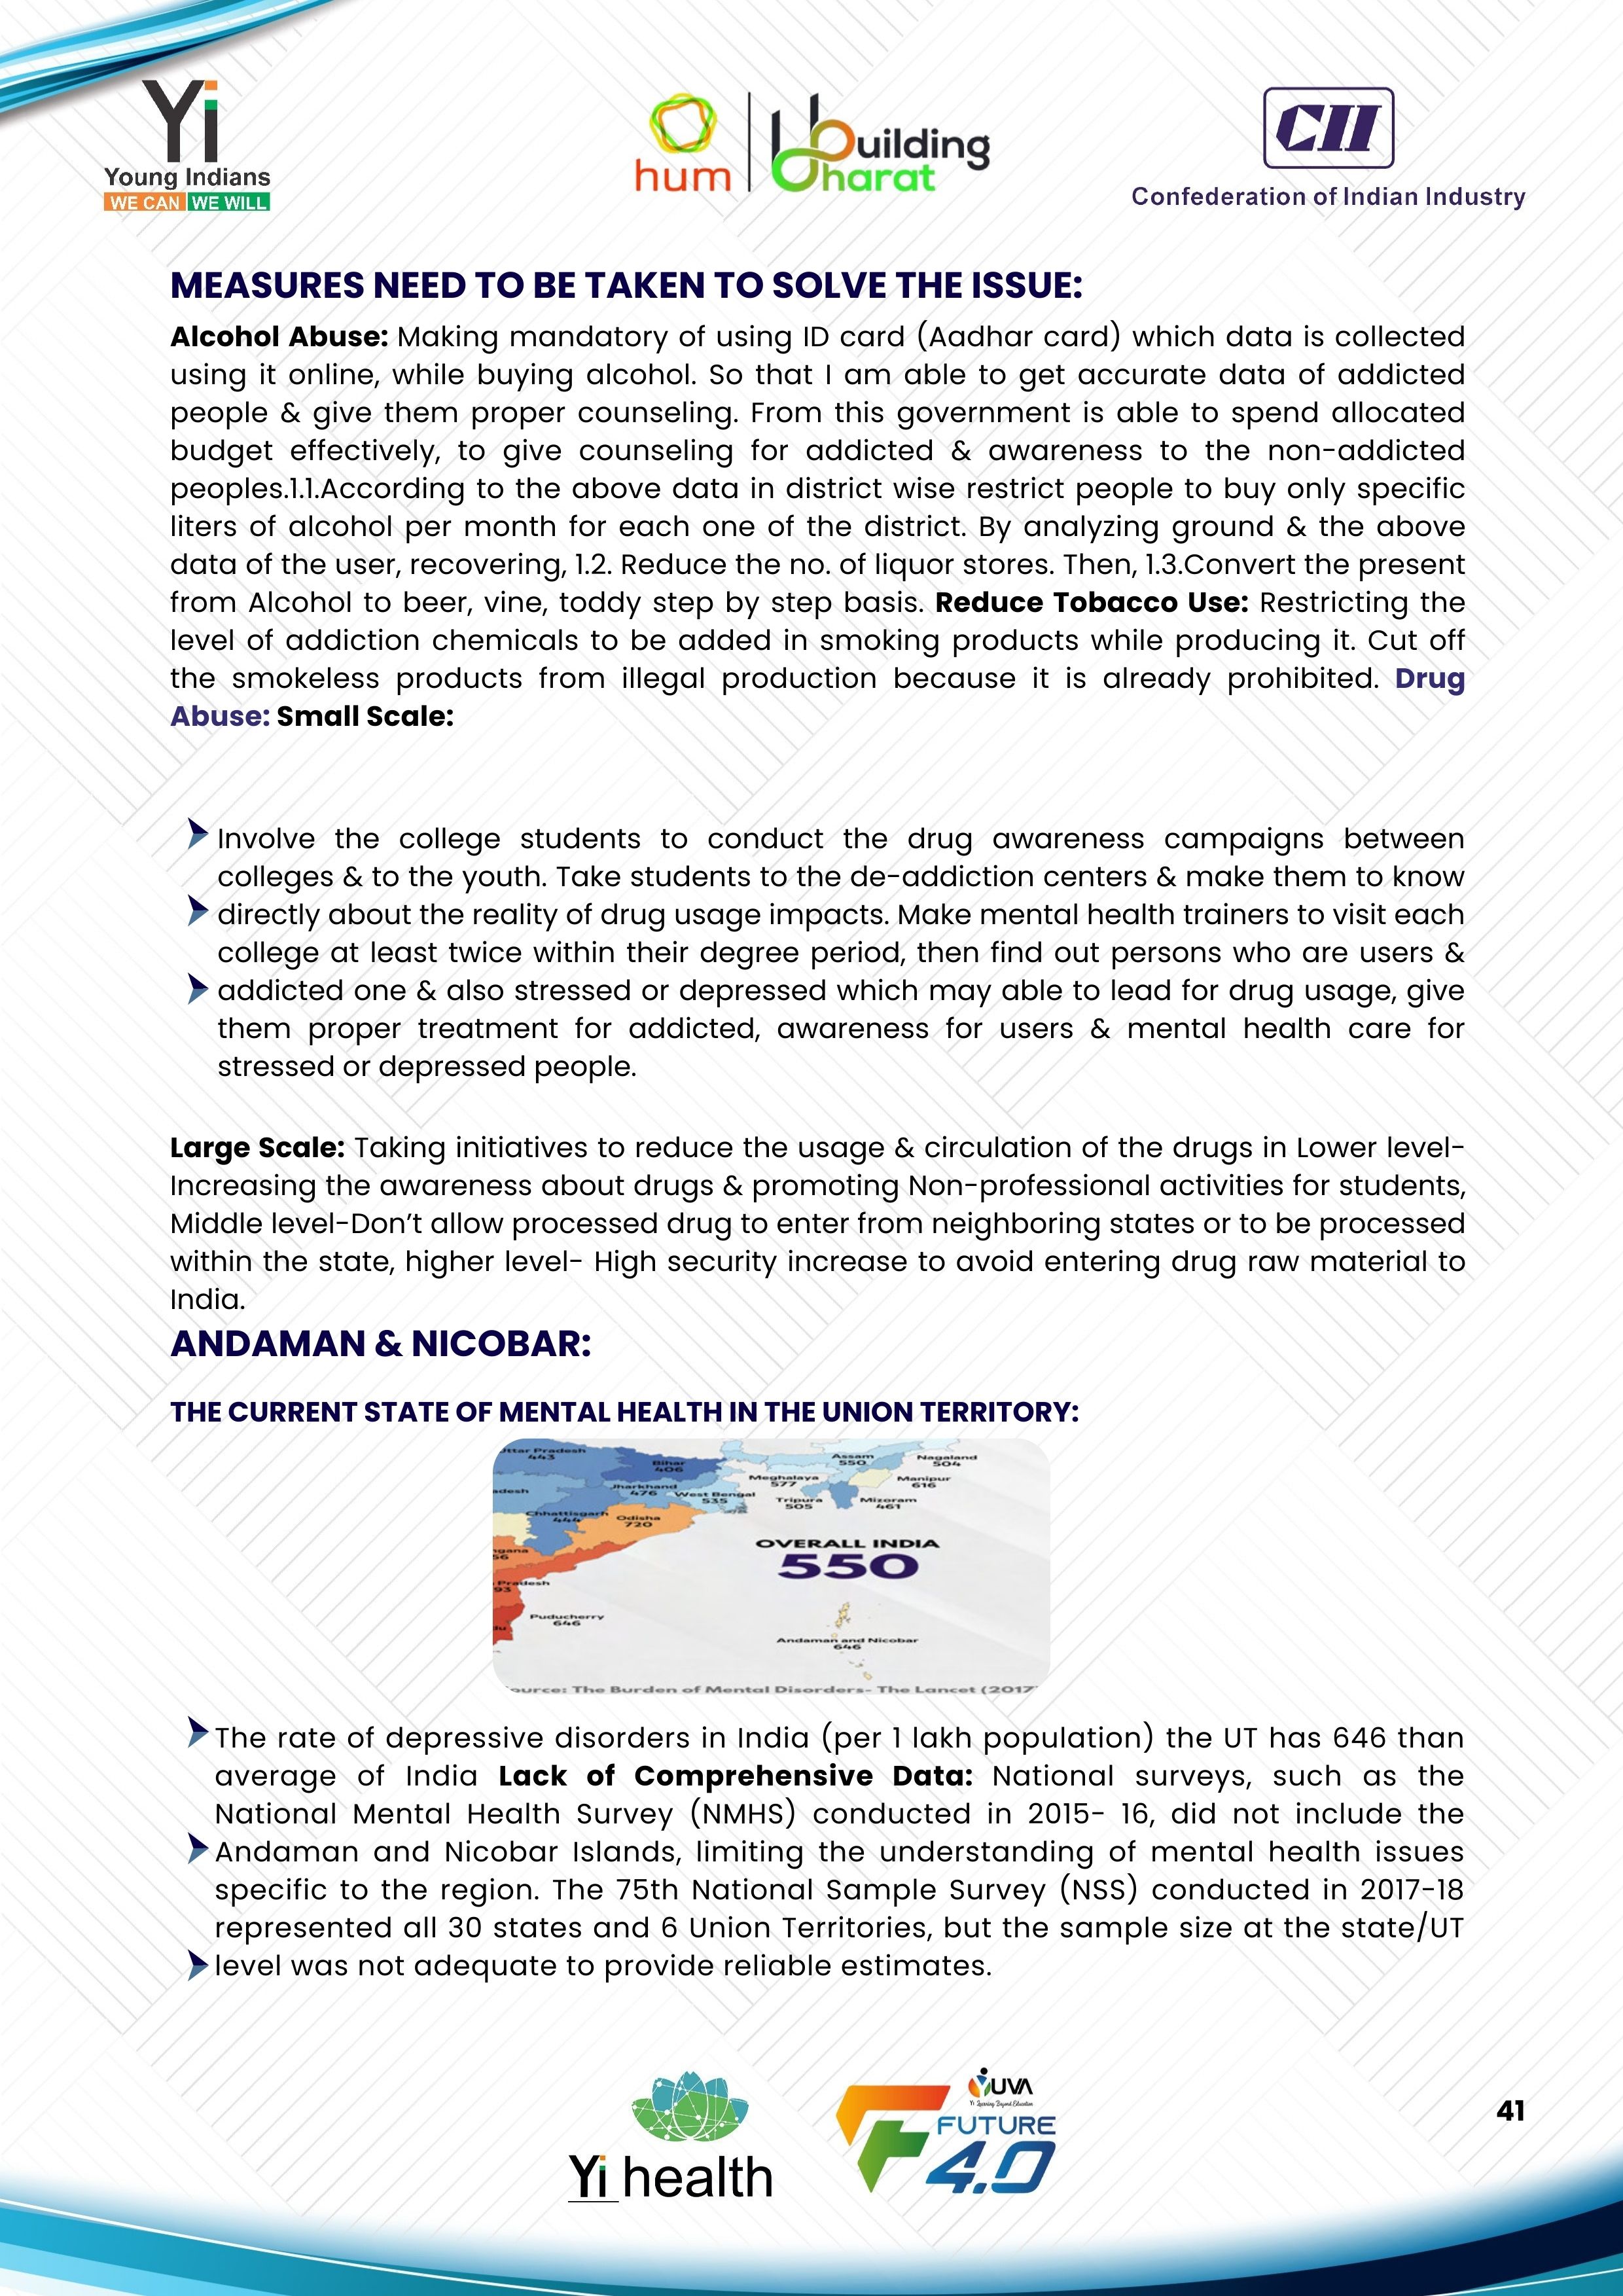 Yi
Young Indians
WE CAN WE WILL
hum
Building
Bharat
CII
Confederation of Indian Industry
MEASURES NEED TO BE TAKEN TO SOLVE THE ISSUE:
Alcohol Abuse: Making mandatory of using ID card (Aadhar card) which data is collected
using it online, while buying alcohol. So that I am able to get accurate data of addicted
people & give them proper counseling. From this government is able to spend allocated
budget effectively, to give counseling for addicted & awareness to the non-addicted
peoples.1.1.According to the above data in district wise restrict people to buy only specific
liters of alcohol per month for each one of the district. By analyzing ground & the above
data of the user, recovering, 1.2. Reduce the no. of liquor stores. Then, 1.3.Convert the present
from Alcohol to beer, vine, toddy step by step basis. Reduce Tobacco Use: Restricting the
level of addiction chemicals to be added in smoking products while producing it. Cut off
the smokeless products from illegal production because it is already prohibited. Drug
Abuse: Small Scale:
Involve the college students to conduct the drug awareness campaigns between
colleges & to the youth. Take students to the de-addiction centers & make them to know
directly about the reality of drug usage impacts. Make mental health trainers to visit each
college at least twice within their degree period, then find out persons who are users &
addicted one & also stressed or depressed which may able to lead for drug usage, give
them proper treatment for addicted, awareness for users & mental health care for
stressed or depressed people.
Large Scale: Taking initiatives to reduce the usage & circulation of the drugs in Lower level-
Increasing the awareness about drugs & promoting Non-professional activities for students,
Middle level-Don't allow processed drug to enter from neighboring states or to be processed
within the state, higher level- High security increase to avoid entering drug raw material to
India.
ANDAMAN & NICOBAR:
THE CURRENT STATE OF MENTAL HEALTH IN THE UNION TERRITORY:
Uttar Pradesh
443
Bihar
406
Assam
550
Nagaland
504
Meghalaya
577
Manipur
616
adesh
Jharkhand
476
West Bengal
535
Tripura
505
Mizoram
461
Chhattisgarh
444
Odisha
720
OVERALL INDIA
550
ngana
56
Pradesh
93
du
Puducherry
646
Andaman and Nicobar
646
ource: The Burden of Mental Disorders- The Lancet (2017
The rate of depressive disorders in India (per 1 lakh population) the UT has 646 than
average of India Lack of Comprehensive Data: National surveys, such as the
National Mental Health Survey (NMHS) conducted in 2015- 16, did not include the
Andaman and Nicobar Islands, limiting the understanding of mental health issues
specific to the region. The 75th National Sample Survey (NSS) conducted in 2017-18
represented all 30 states and 6 Union Territories, but the sample size at the state/UT
level was not adequate to provide reliable estimates.
Yi health
YUVA
Yi Learning Beyond Education
FUTURE
4.0
41